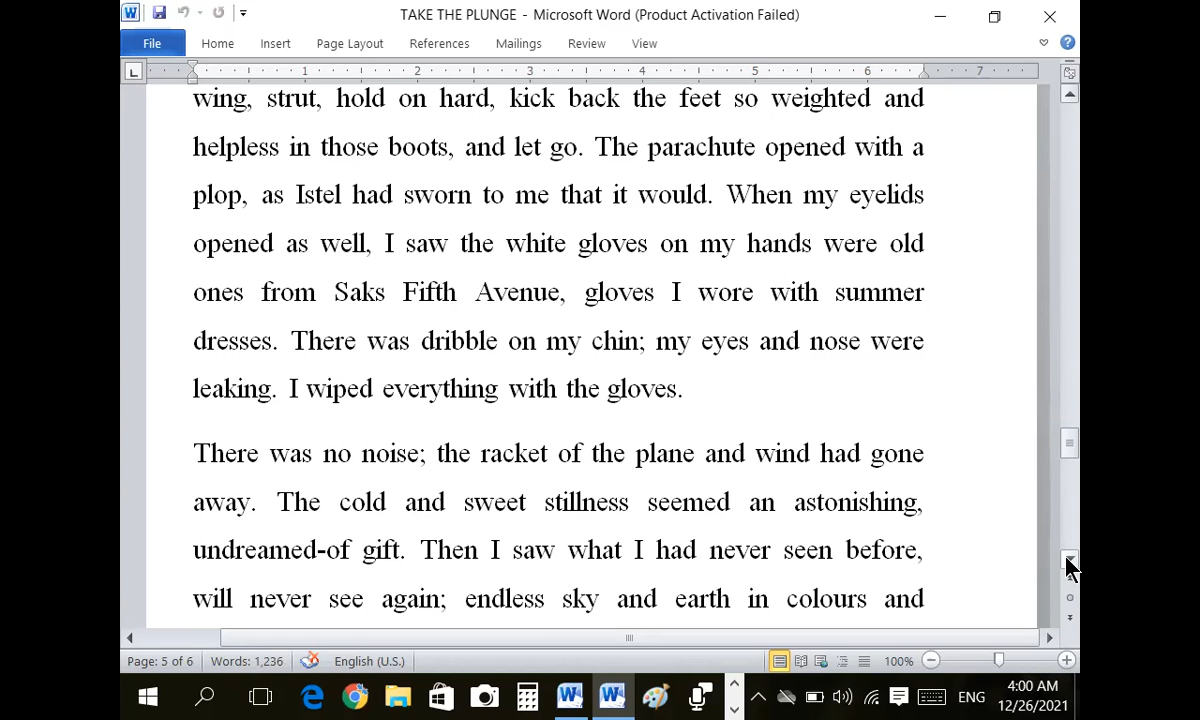 TAKE THE PLUNGE - Microsoft Word (Product Activation Failed)
File Home Insert Page Layout References Mailings Review View
1 2 3 4 5 6 7
wing, strut, hold on hard, kick back the feet so weighted and
helpless in those boots, and let go. The parachute opened with a
plop, as Istel had sworn to me that it would. When my eyelids
opened as well, I saw the white gloves on my hands were old
ones from Saks Fifth Avenue, gloves I wore with summer
dresses. There was dribble on my chin; my eyes and nose were
leaking. I wiped everything with the gloves.
There was no noise; the racket of the plane and wind had gone
away. The cold and sweet stillness seemed an astonishing,
undreamed-of gift. Then I saw what I had never seen before,
will never see again; endless sky and earth in colours and
Page: 5 of 6 Words: 1,236 English (U.S.) 100%
ENG 4:00 AM
12/26/2021